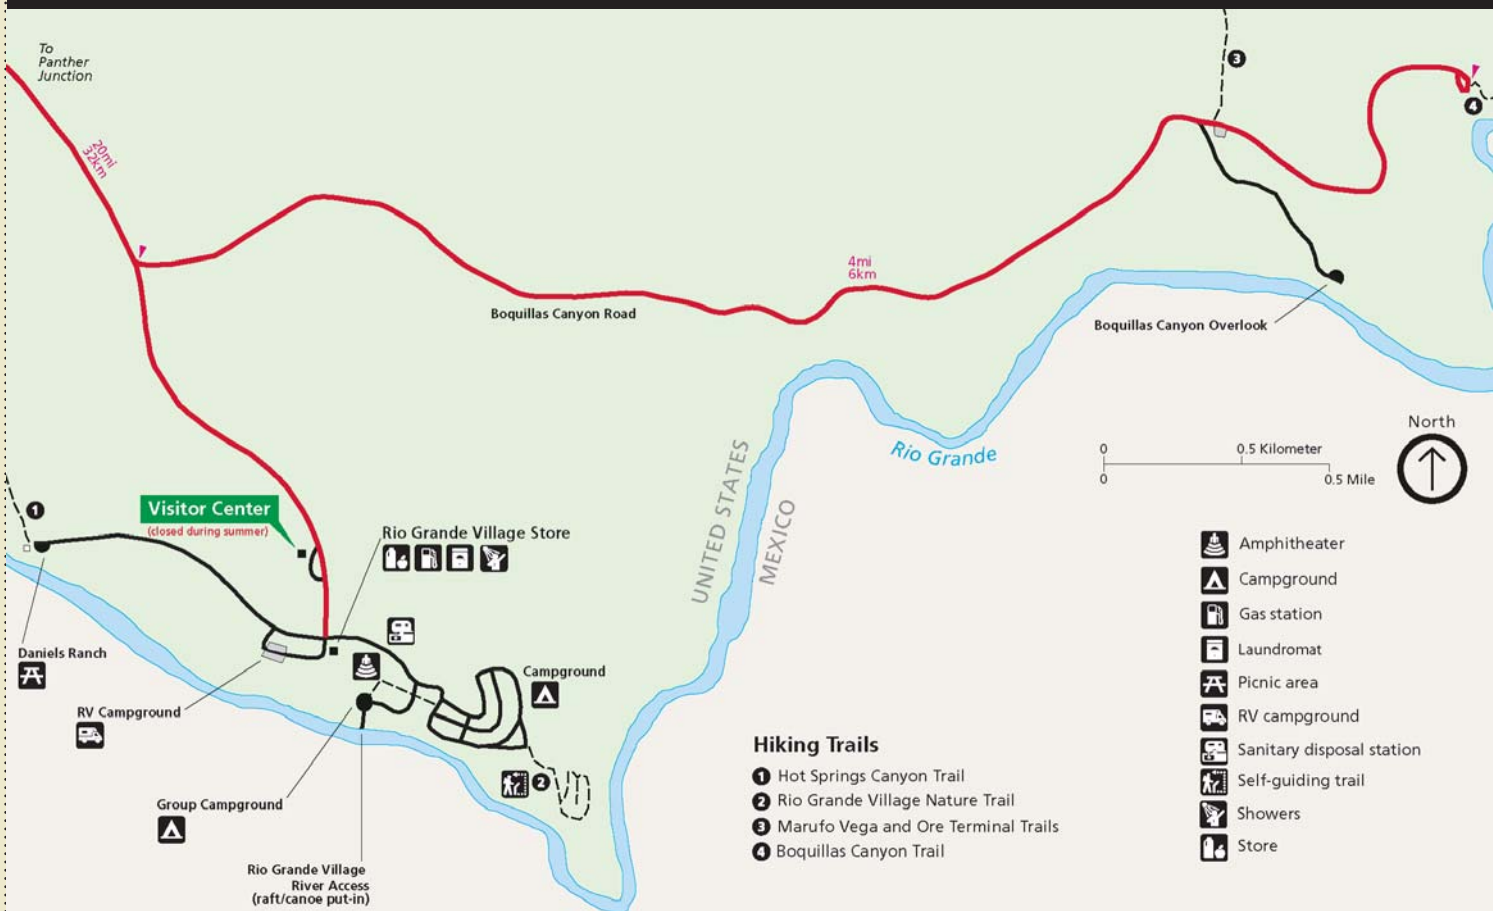 To
Panther
Junction
3
4
20mi
32km
4mi
6km
Boquillas Canyon Road
Boquillas Canyon Overlook
Rio Grande
UNITED STATES
MEXICO
North
0
0.5 Kilometer
0
0.5 Mile
1
Visitor Center
(closed during summer)
Rio Grande Village Store
Daniels Ranch
Campground
RV Campground
2
Group Campground
Rio Grande Village
River Access
(raft/canoe put-in)
Hiking Trails
1 Hot Springs Canyon Trail
2 Rio Grande Village Nature Trail
3 Marufo Vega and Ore Terminal Trails
4 Boquillas Canyon Trail
Amphitheater
Campground
Gas station
Laundromat
Picnic area
RV campground
Sanitary disposal station
Self-guiding trail
Showers
Store